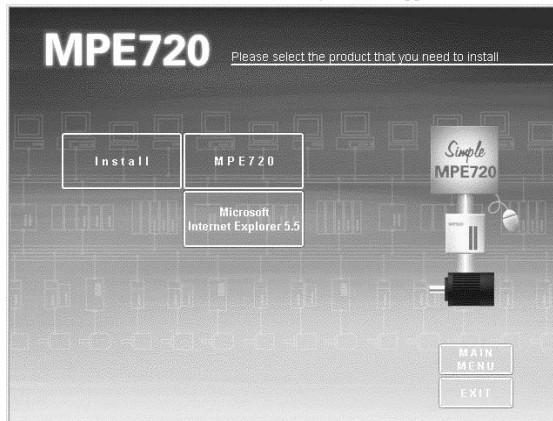 MPE720
Please select the product that you need to install
Install
MPE720
Microsoft
Internet Explorer 5.5
Simple
MPE720
MAIN
MENU
EXIT